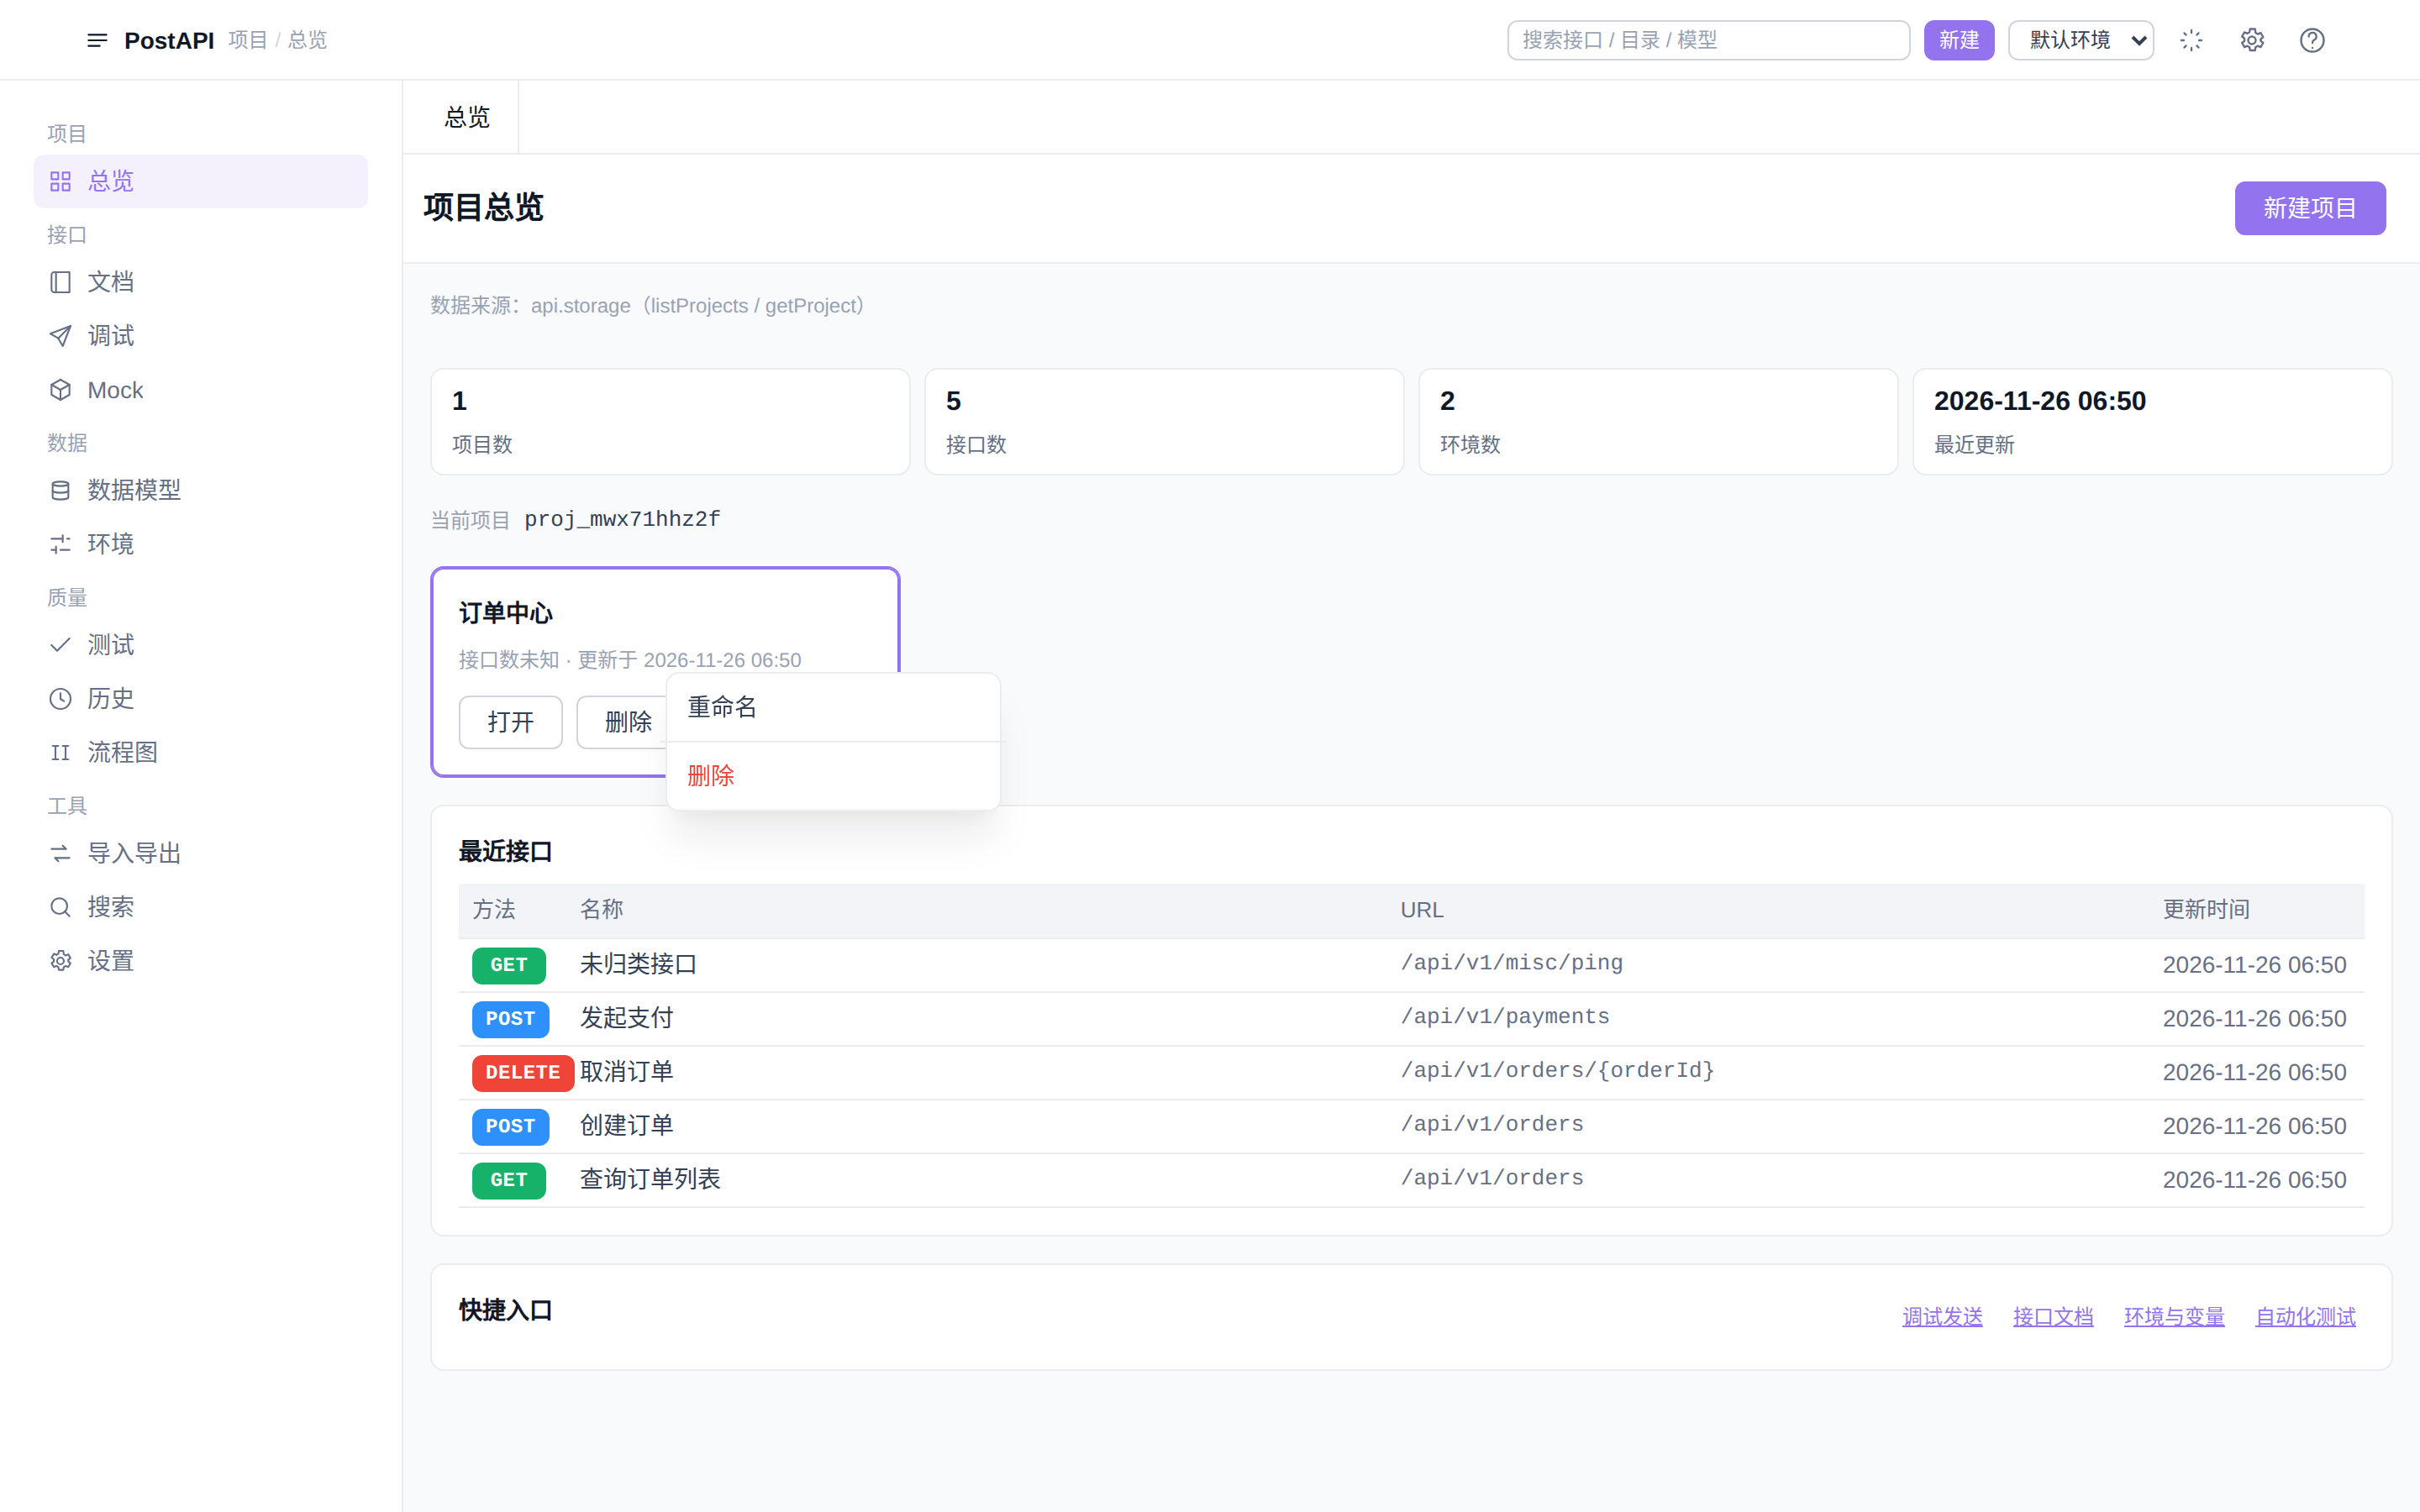 PostAPI 项目 / 总览
搜索接口 / 目录 / 模型 新建 默认环境
项目
总览
接口
文档
调试
Mock
数据
数据模型
环境
质量
测试
历史
流程图
工具
导入导出
搜索
设置
总览
项目总览 新建项目
数据来源：api.storage（listProjects / getProject）
1 5 2 2026-11-26 06:50
项目数 接口数 环境数 最近更新
当前项目 proj_mwx71hhz2f
订单中心
接口数未知 · 更新于 2026-11-26 06:50
打开 删除
重命名
删除
最近接口
方法 名称 URL 更新时间
GET 未归类接口 /api/v1/misc/ping 2026-11-26 06:50
POST 发起支付 /api/v1/payments 2026-11-26 06:50
DELETE 取消订单 /api/v1/orders/{orderId} 2026-11-26 06:50
POST 创建订单 /api/v1/orders 2026-11-26 06:50
GET 查询订单列表 /api/v1/orders 2026-11-26 06:50
快捷入口 调试发送 接口文档 环境与变量 自动化测试